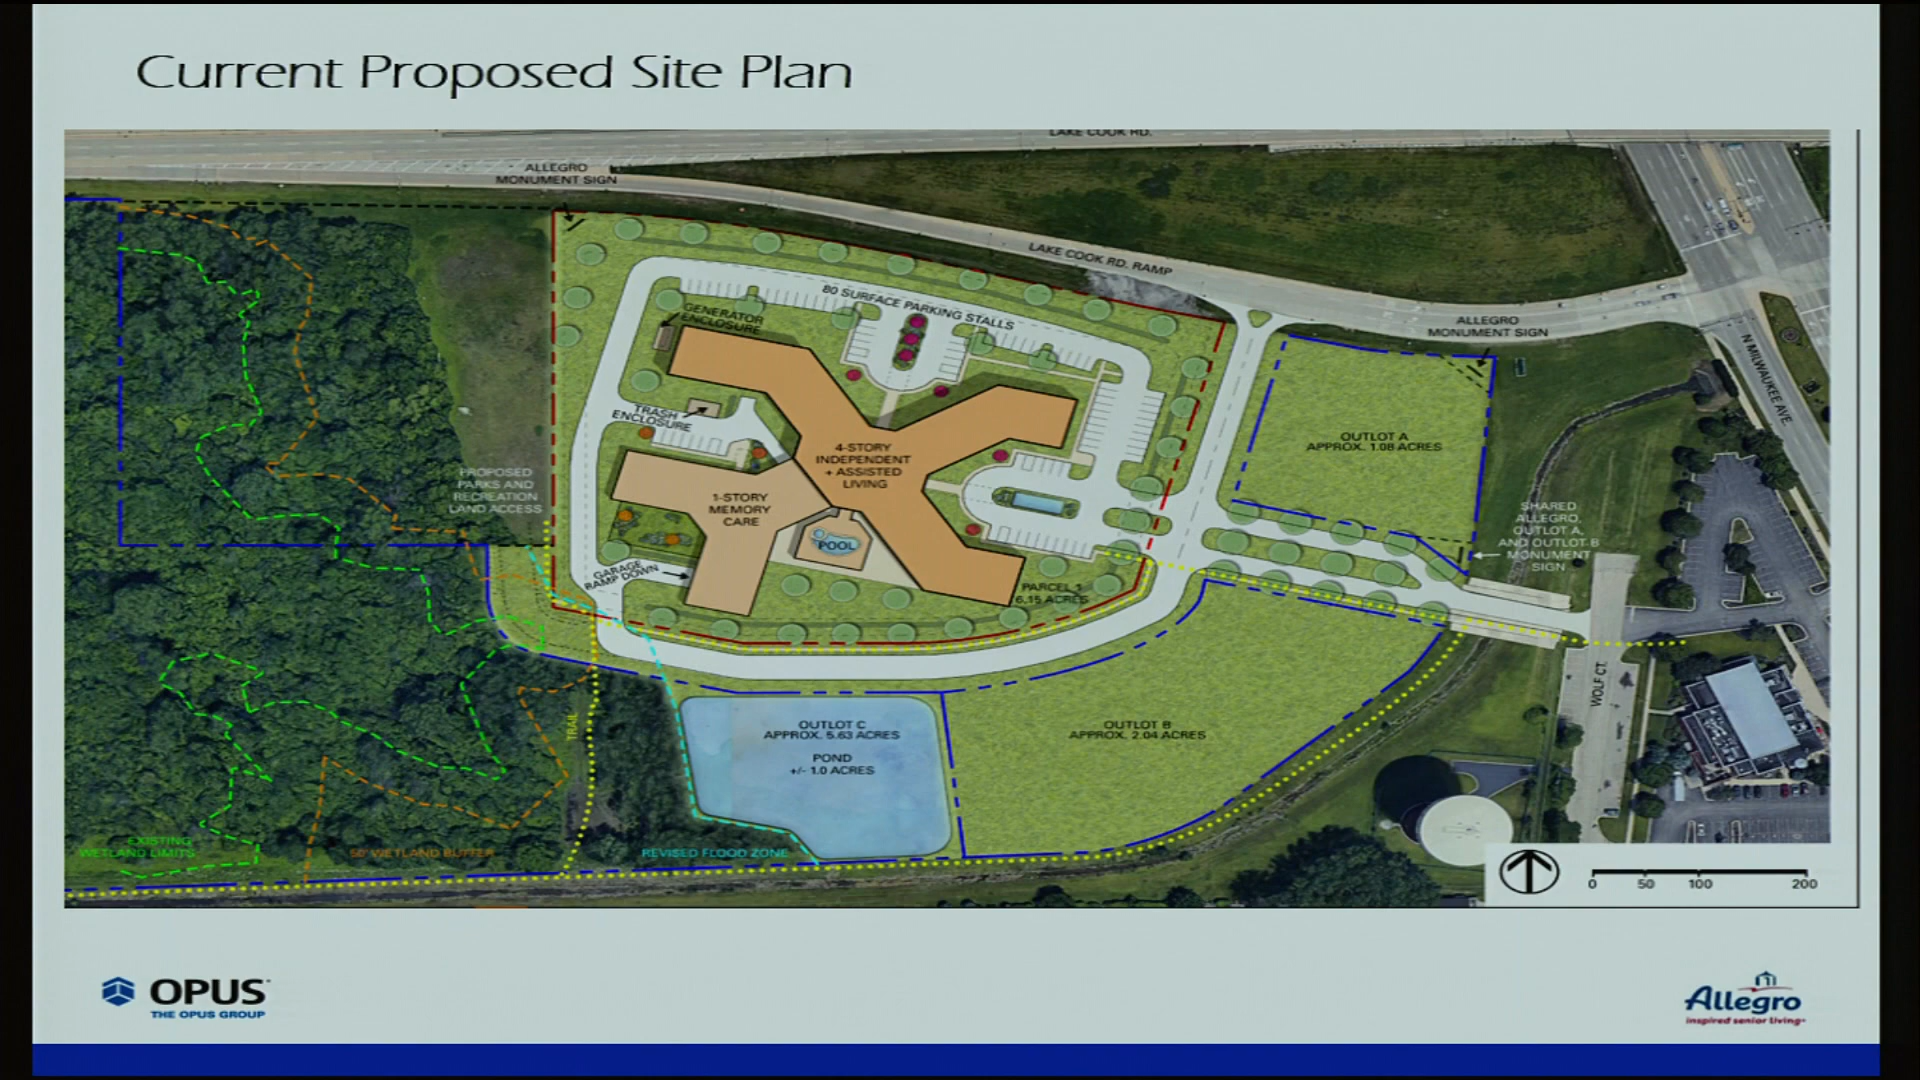 Current Proposed Site Plan
LAKE COOK RD.
ALLEGRO
MONUMENT SIGN
LAKE COOK RD. RAMP
80 SURFACE PARKING STALLS
GENERATOR
ENCLOSURE
ALLEGRO
MONUMENT SIGN
N MILWAUKEE AVE.
TRASH
ENCLOSURE
4-STORY
INDEPENDENT
+ ASSISTED
LIVING
OUTLOT A
APPROX. 1.08 ACRES
PROPOSED
PARKS AND
RECREATION
LAND ACCESS
1-STORY
MEMORY
CARE
SHARED
ALLEGRO,
OUTLOT A,
AND OUTLOT B
MONUMENT
SIGN
POOL
GARAGE
RAMP DOWN
PARCEL 1
6.15 ACRES
WOLF CT.
TRAIL
OUTLOT C
APPROX. 5.63 ACRES
POND
+/- 1.0 ACRES
OUTLOT B
APPROX. 2.04 ACRES
EXISTING
WETLAND LIMITS
50' WETLAND BUFFER
REVISED FLOOD ZONE
0 50 100 200
OPUS
THE OPUS GROUP
Allegro
inspired senior living